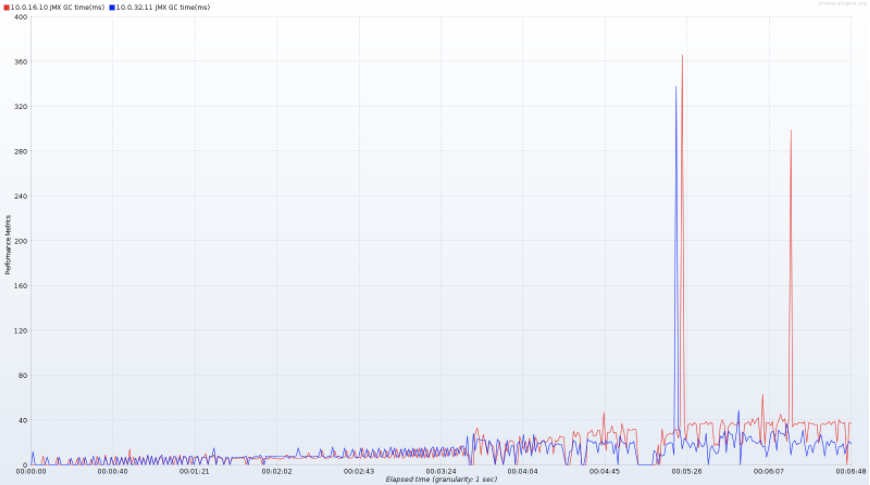 10.0.16.10 JMX GC time(ms) 10.0.32.11 JMX GC time(ms)
jmeter-plugins.org
400
360
320
280
240
200
160
120
80
40
0
Performance Metrics
00:00:00 00:00:40 00:01:21 00:02:02 00:02:43 00:03:24 00:04:04 00:04:45 00:05:26 00:06:07 00:06:48
Elapsed time (granularity: 1 sec)